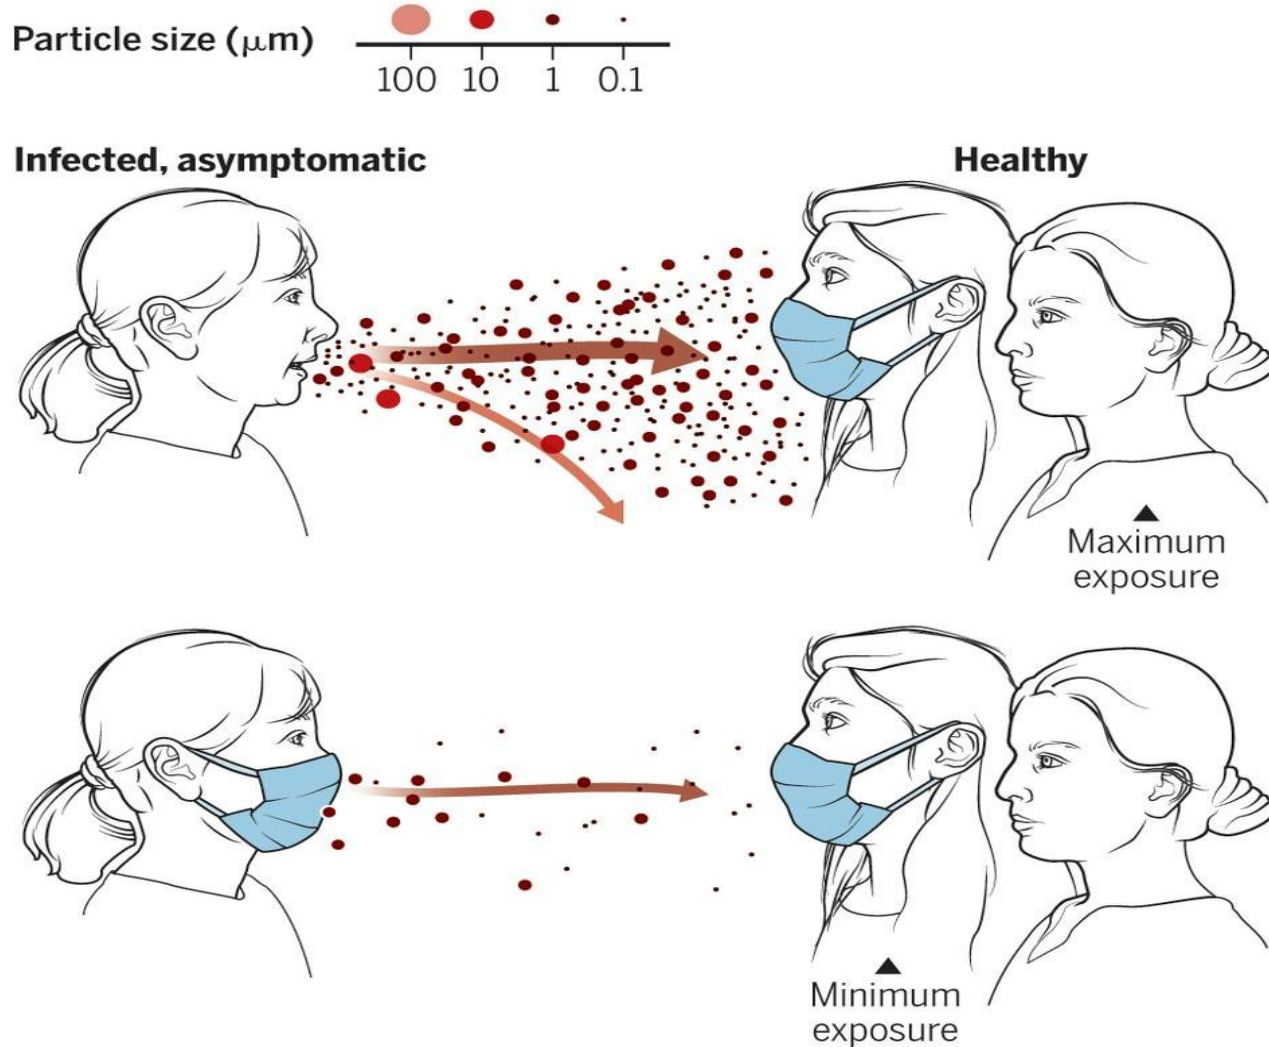 Particle size (μm)
100 10 1 0.1
Infected, asymptomatic
Healthy
Maximum
exposure
Minimum
exposure